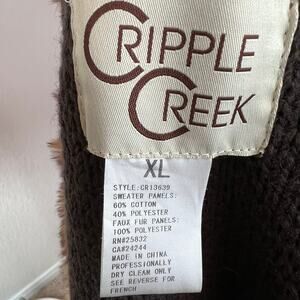 CRIPPLE
CREEK
XL
STYLE:CR13639
SWEATER PANELS:
60% COTTON
40% POLYESTER
FAUX FUR PANELS:
100% POLYESTER
RN#25832
CA#24244
MADE IN CHINA
PROFESSIONALLY
DRY CLEAN ONLY
SEE REVERSE FOR
FRENCH